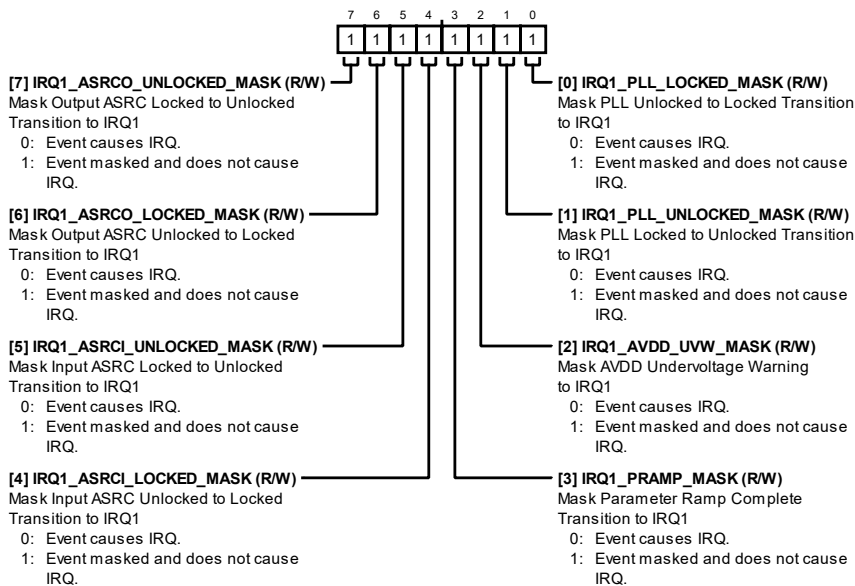 7 6 5 4 3 2 1 0
1 1 1 1 1 1 1 1
[7] IRQ1_ASRCO_UNLOCKED_MASK (R/W)
Mask Output ASRC Locked to Unlocked
Transition to IRQ1
0: Event causes IRQ.
1: Event masked and does not cause
IRQ.
[6] IRQ1_ASRCO_LOCKED_MASK (R/W)
Mask Output ASRC Unlocked to Locked
Transition to IRQ1
0: Event causes IRQ.
1: Event masked and does not cause
IRQ.
[5] IRQ1_ASRCI_UNLOCKED_MASK (R/W)
Mask Input ASRC Locked to Unlocked
Transition to IRQ1
0: Event causes IRQ.
1: Event masked and does not cause
IRQ.
[4] IRQ1_ASRCI_LOCKED_MASK (R/W)
Mask Input ASRC Unlocked to Locked
Transition to IRQ1
0: Event causes IRQ.
1: Event masked and does not cause
IRQ.
[0] IRQ1_PLL_LOCKED_MASK (R/W)
Mask PLL Unlocked to Locked Transition
to IRQ1
0: Event causes IRQ.
1: Event masked and does not cause
IRQ.
[1] IRQ1_PLL_UNLOCKED_MASK (R/W)
Mask PLL Locked to Unlocked Transition
to IRQ1
0: Event causes IRQ.
1: Event masked and does not cause
IRQ.
[2] IRQ1_AVDD_UVW_MASK (R/W)
Mask AVDD Undervoltage Warning
to IRQ1
0: Event causes IRQ.
1: Event masked and does not cause
IRQ.
[3] IRQ1_PRAMP_MASK (R/W)
Mask Parameter Ramp Complete
Transition to IRQ1
0: Event causes IRQ.
1: Event masked and does not cause
IRQ.